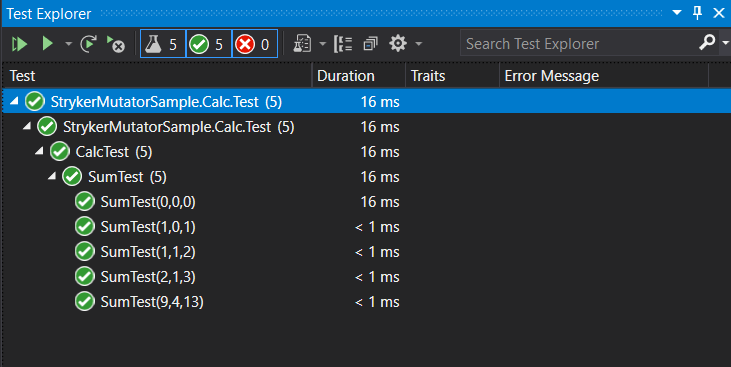 Test Explorer
5 5 0 Search Test Explorer
Test Duration Traits Error Message
StrykerMutatorSample.Calc.Test (5) 16 ms
StrykerMutatorSample.Calc.Test (5) 16 ms
CalcTest (5) 16 ms
SumTest (5) 16 ms
SumTest(0,0,0) 16 ms
SumTest(1,0,1) < 1 ms
SumTest(1,1,2) < 1 ms
SumTest(2,1,3) < 1 ms
SumTest(9,4,13) < 1 ms